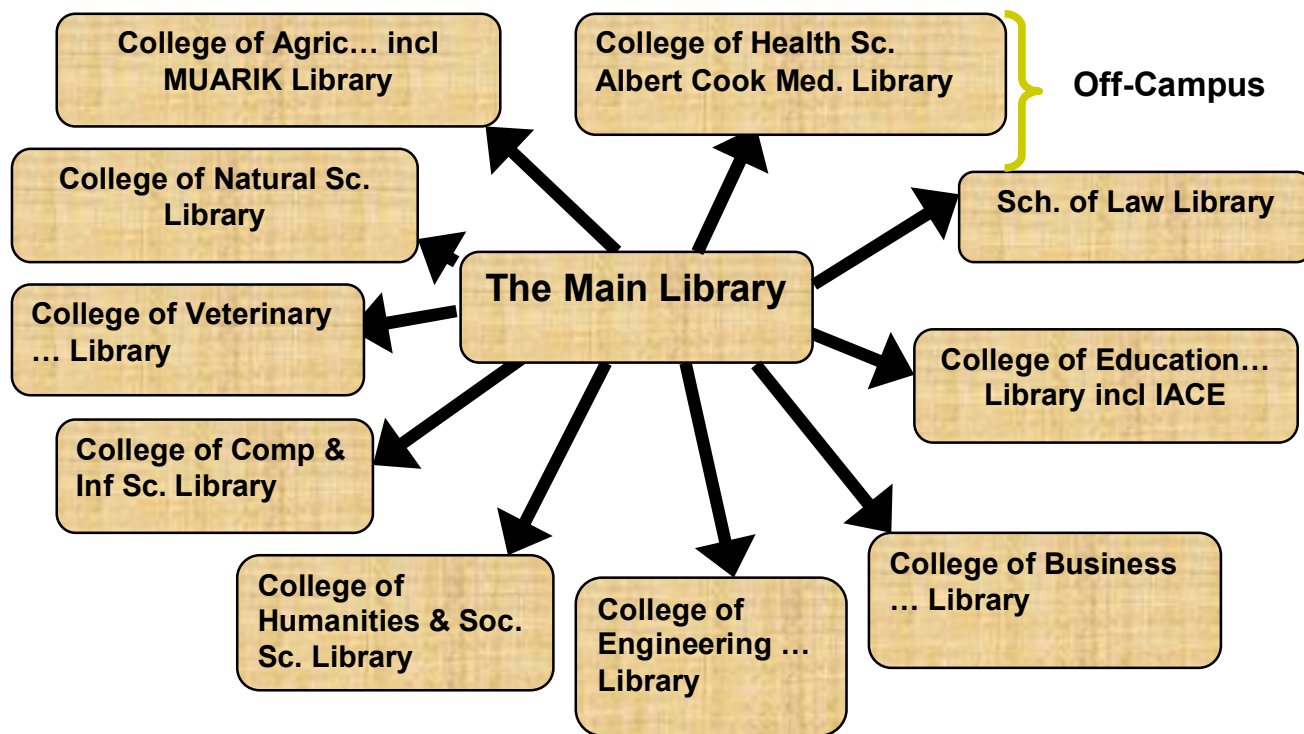 College of Agric… incl
MUARIK Library
College of Health Sc.
Albert Cook Med. Library
Off-Campus
College of Natural Sc.
Library
Sch. of Law Library
The Main Library
College of Veterinary
… Library
College of Education…
Library incl IACE
College of Comp &
Inf Sc. Library
College of Business
… Library
College of
Humanities & Soc.
Sc. Library
College of
Engineering …
Library